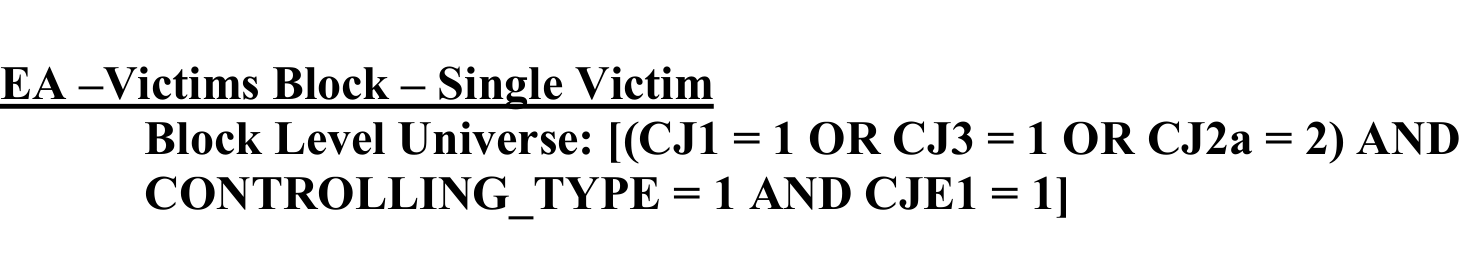 EA –Victims Block – Single Victim
Block Level Universe: [(CJ1 = 1 OR CJ3 = 1 OR CJ2a = 2) AND
CONTROLLING_TYPE = 1 AND CJE1 = 1]